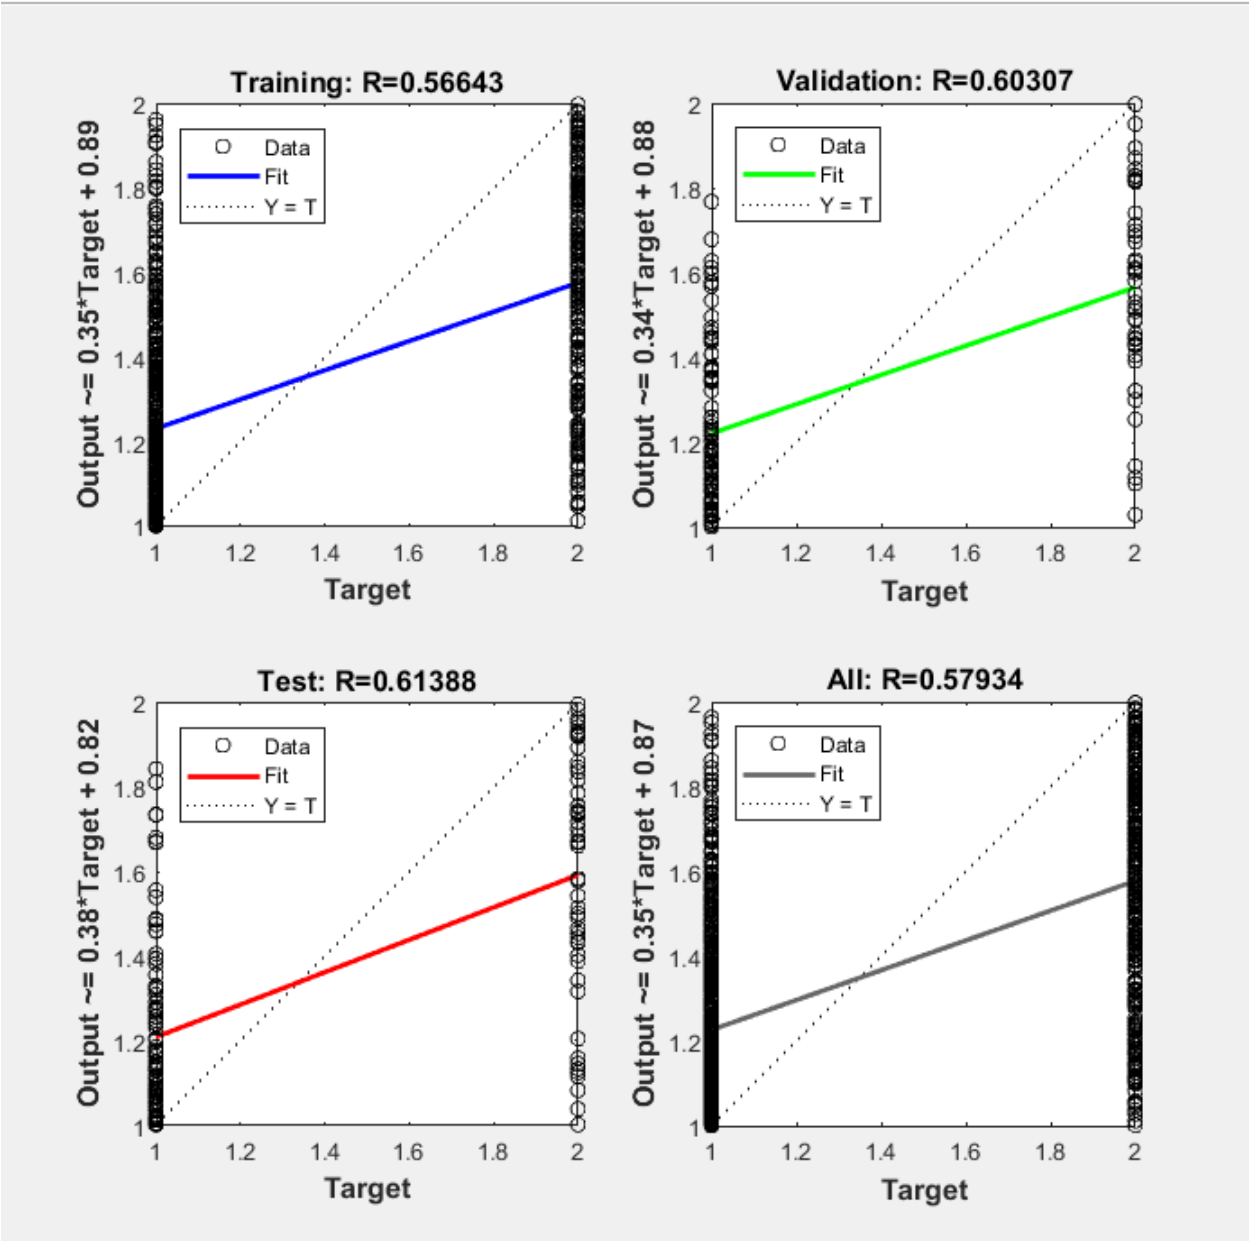 Training: R=0.56643
Output ~= 0.35*Target + 0.89
2
1.8
1.6
1.4
1.2
1
Data
Fit
Y = T
1 1.2 1.4 1.6 1.8 2
Target
Validation: R=0.60307
Output ~= 0.34*Target + 0.88
2
1.8
1.6
1.4
1.2
1
Data
Fit
Y = T
1 1.2 1.4 1.6 1.8 2
Target
Test: R=0.61388
Output ~= 0.38*Target + 0.82
2
1.8
1.6
1.4
1.2
1
Data
Fit
Y = T
1 1.2 1.4 1.6 1.8 2
Target
All: R=0.57934
Output ~= 0.35*Target + 0.87
2
1.8
1.6
1.4
1.2
1
Data
Fit
Y = T
1 1.2 1.4 1.6 1.8 2
Target